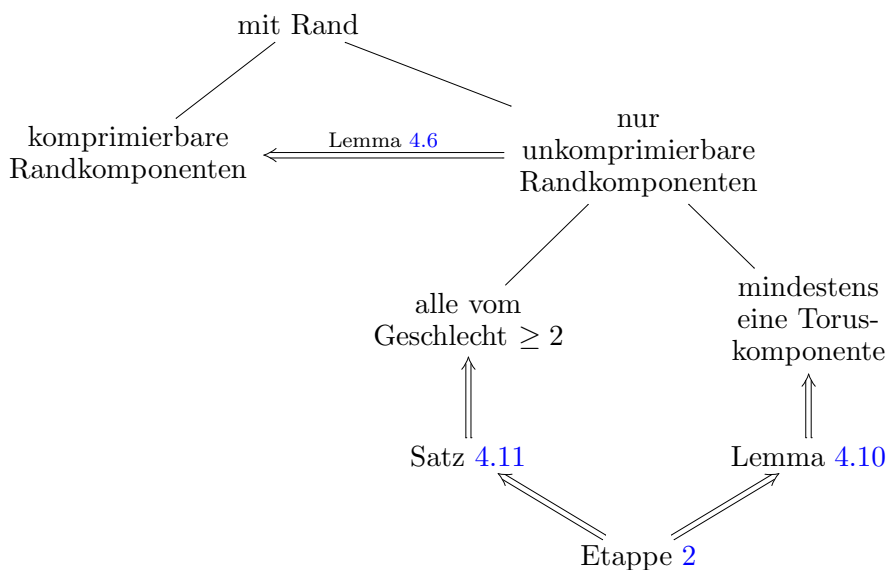 mit Rand
komprimierbare
Randkomponenten
Lemma 4.6
nur
unkomprimierbare
Randkomponenten
alle vom
Geschlecht ≥ 2
mindestens
eine Torus-
komponente
Satz 4.11
Lemma 4.10
Etappe 2